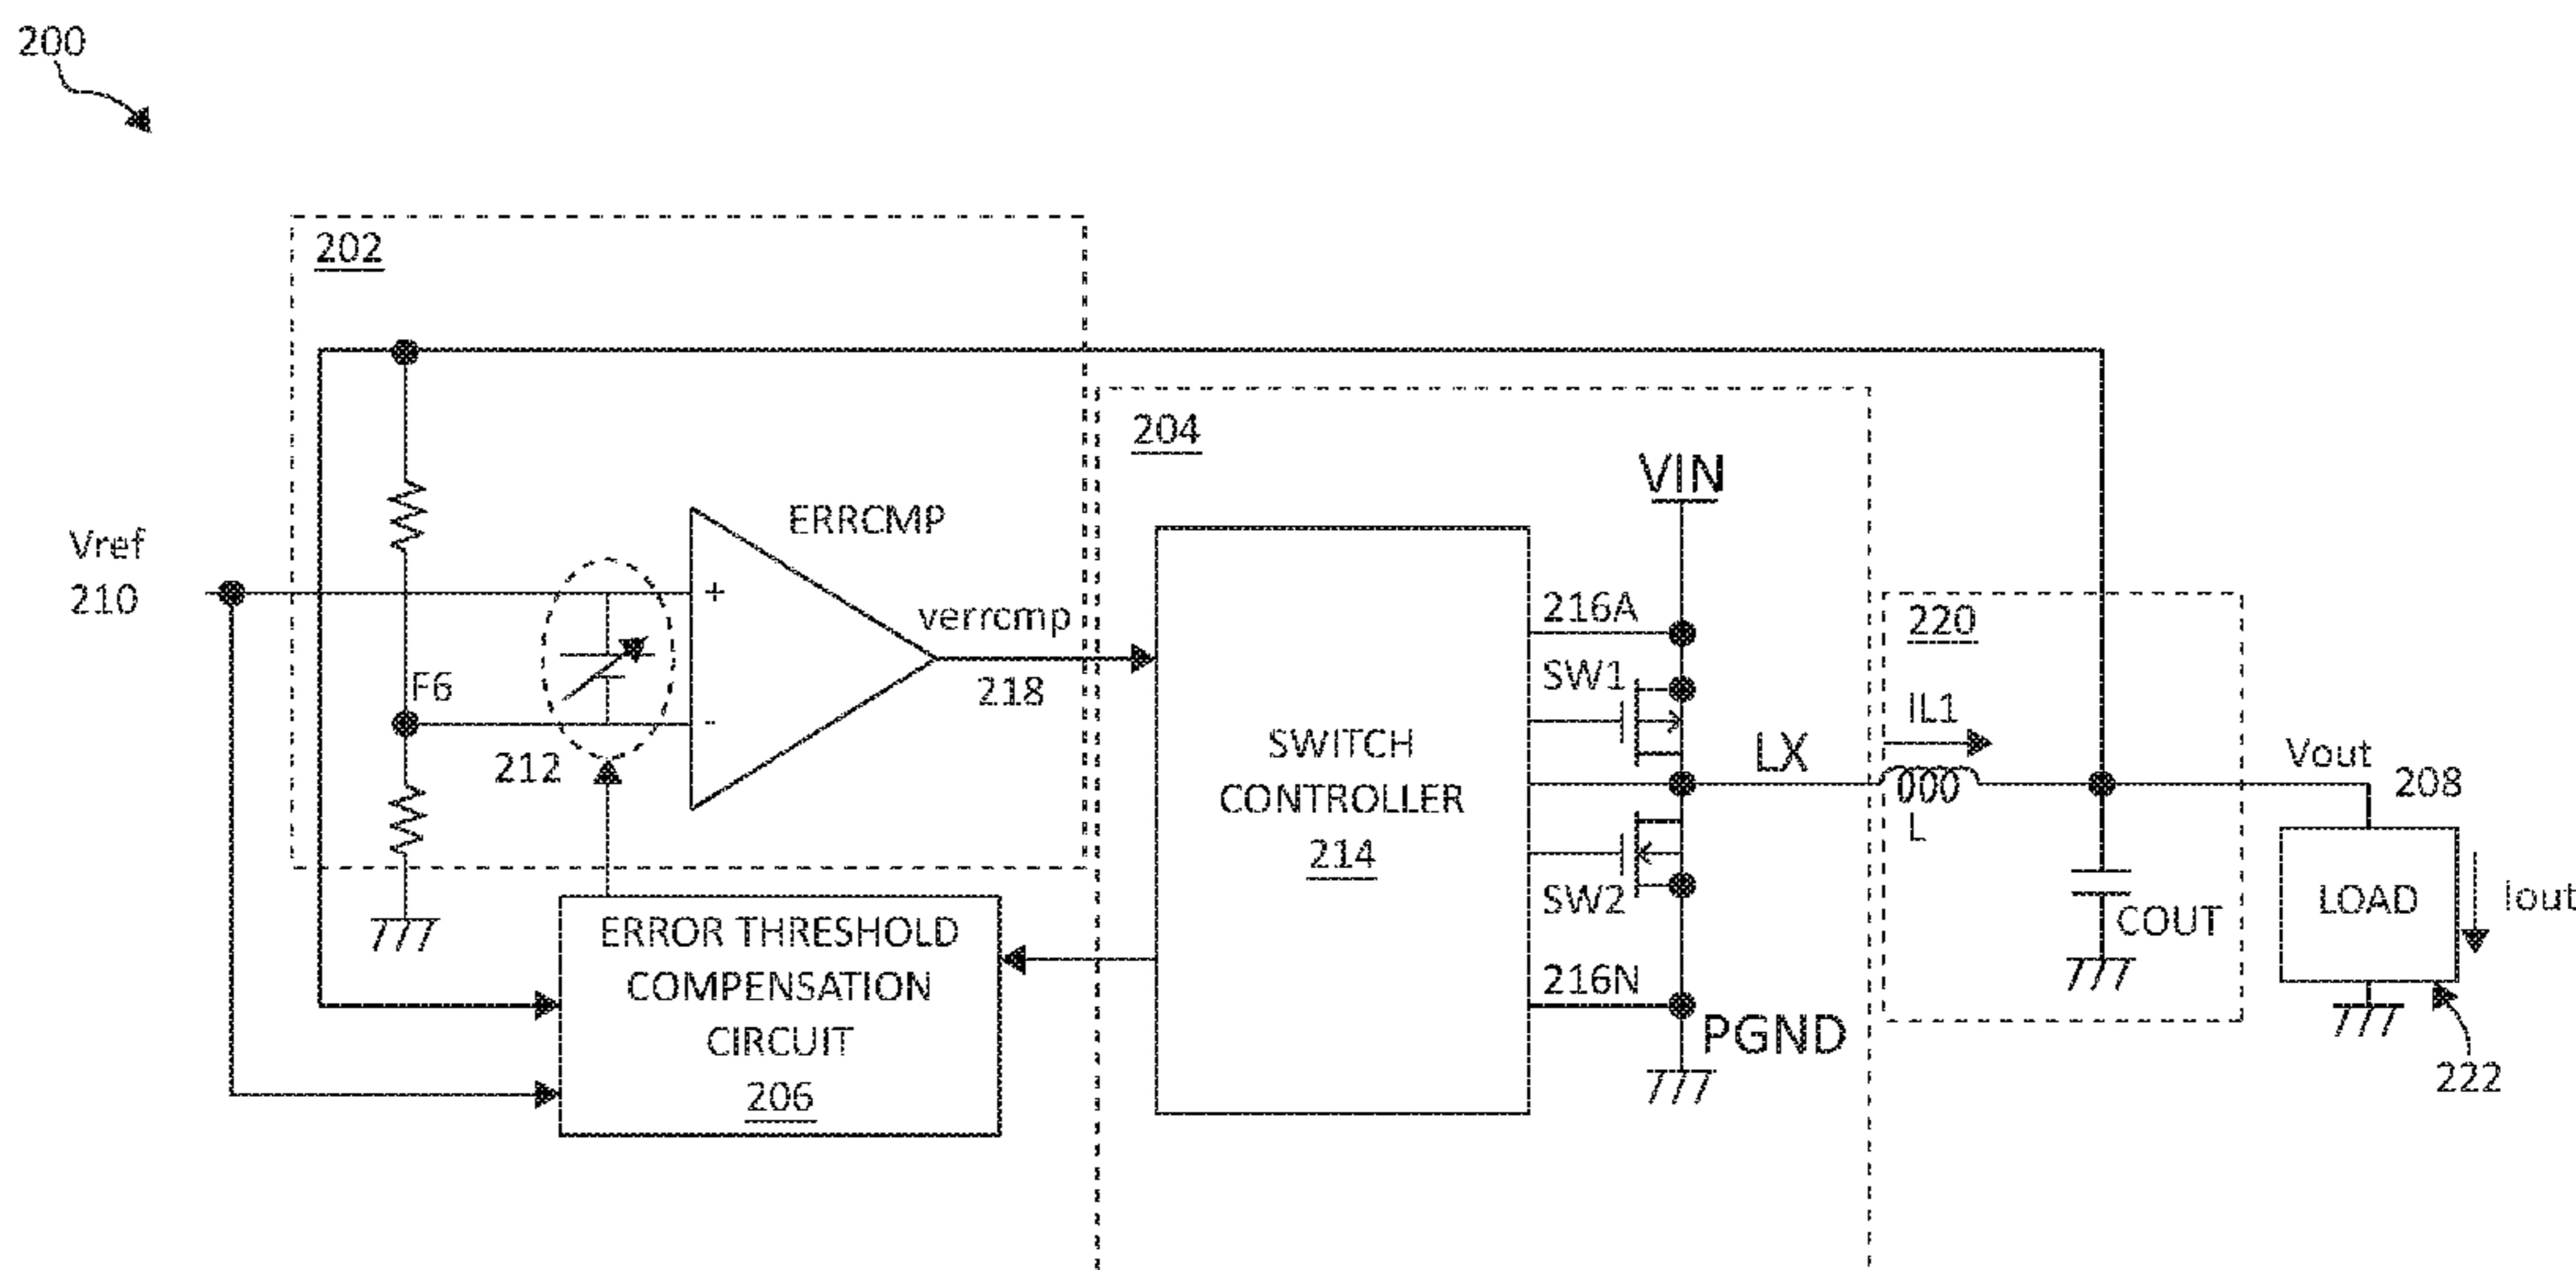 200
202
204
VIN
ERRCMP
Vref
210
verrcmp
218
216A
220
SW1
F6
IL1
212
LX
Vout
208
SWITCH
CONTROLLER
214
L
SW2
LOAD
Iout
COUT
ERROR THRESHOLD
COMPENSATION
CIRCUIT
206
216N
PGND
222
+
-